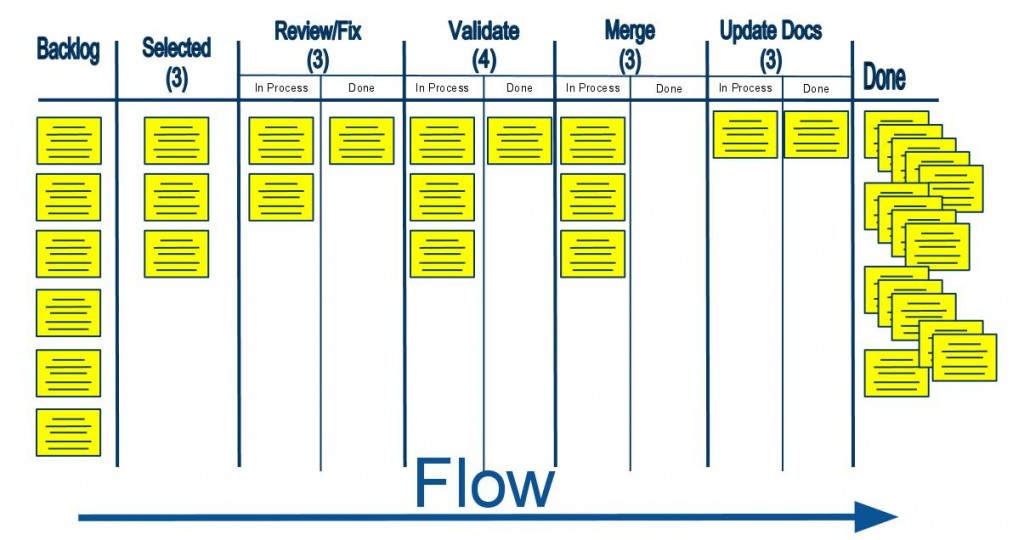 Backlog
Selected
(3)
Review/Fix
(3)
Validate
(4)
Merge
(3)
Update Docs
(3)
Done
In Process
Done
In Process
Done
In Process
Done
In Process
Done
Flow